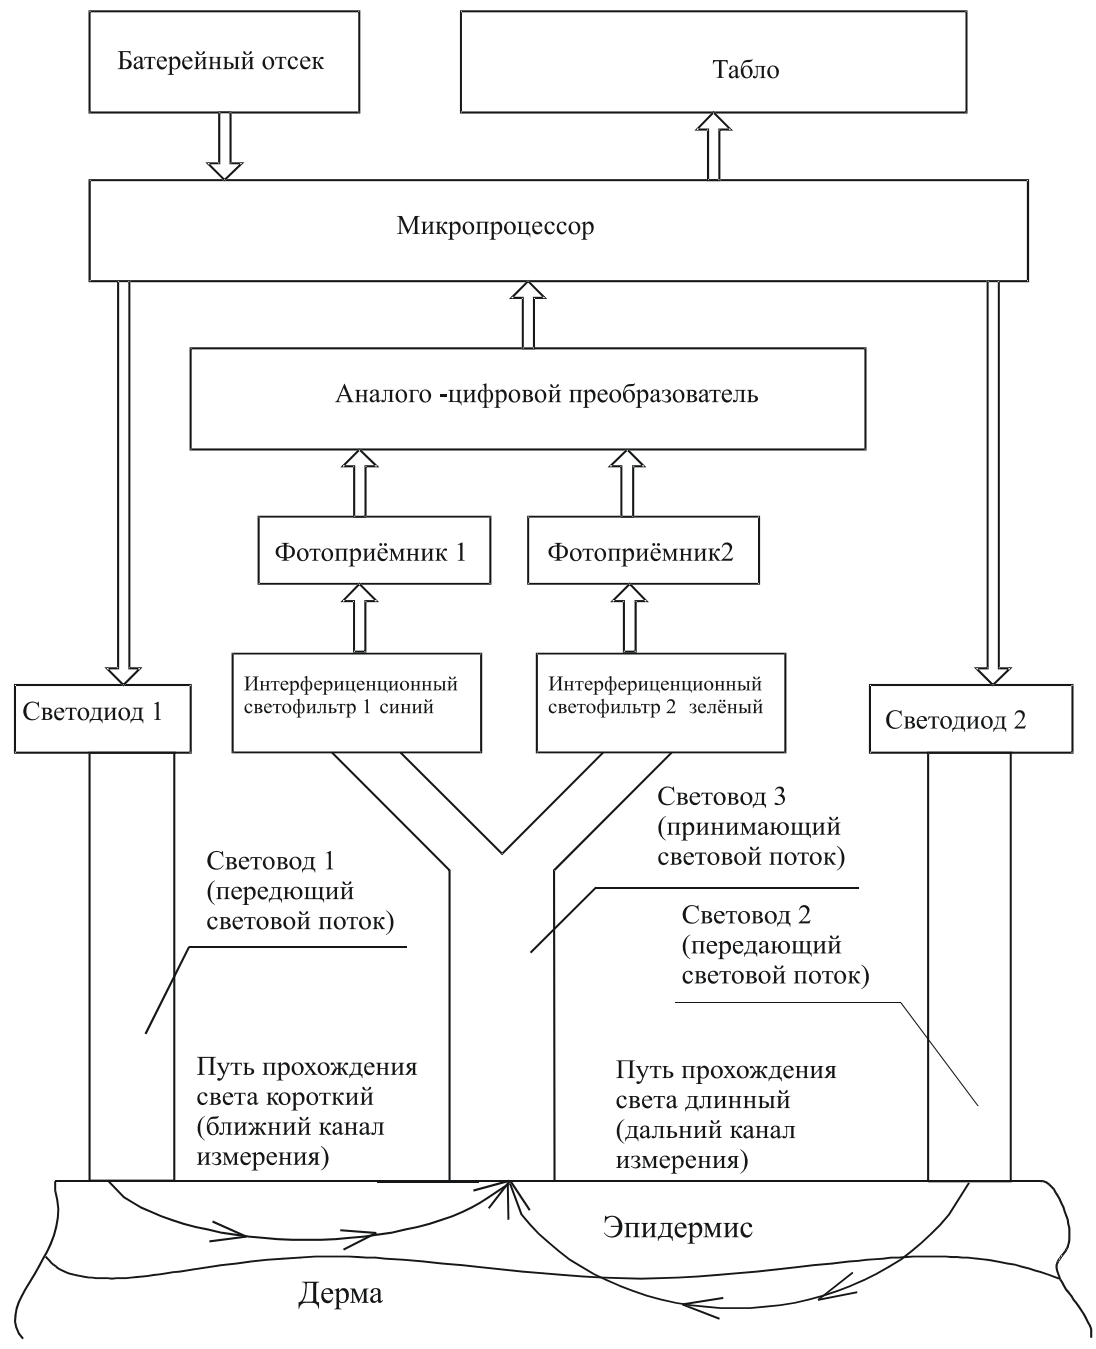 Батерейный отсек
Табло
Микропроцессор
Аналого -цифровой преобразователь
Фотоприёмник 1
Фотоприёмник2
Интерфериценционный
светофильтр 1 синий
Интерфериценционный
светофильтр 2 зелёный
Светодиод 1
Светодиод 2
Световод 3
(принимающий
световой поток)
Световод 1
(передющий
световой поток)
Световод 2
(передающий
световой поток)
Путь прохождения
света короткий
(ближний канал
измерения)
Путь прохождения
света длинный
(дальний канал
измерения)
Эпидермис
Дерма